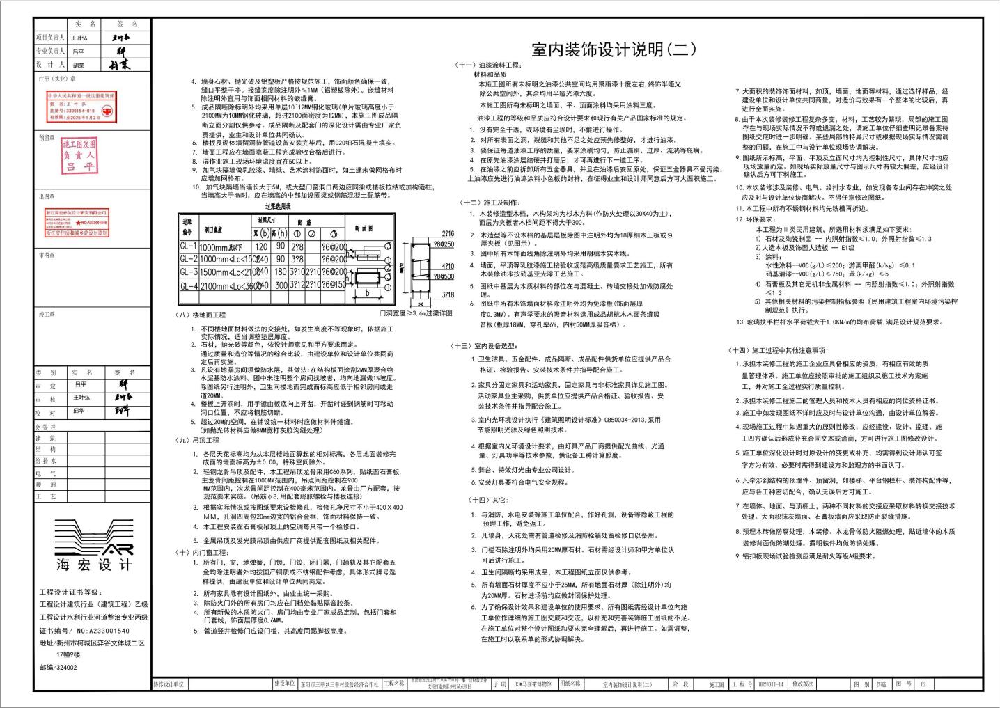 实 名 签 名
项目负责人 王叶弘
专业负责人 吕平
设 计 人 胡荣
注册（执业）章
中华人民共和国一级注册建筑师
姓 名：王 叶 弘
注册号：3300154-010
有效期：至2025年1月2日
预留章
施工图发图
负 责 人
吕 平
出图章
浙江海宏环境设计研究有限公司
NO:A233001540
浙江省住房和城乡建设厅监制
审图章
竣工章
类 别 实 名 签 名
审 定 吕平
审 核 王叶弘
校 对 邱华
会 签 栏
建 筑
结 构
给 排 水
电 气
暖 通
工 艺
海宏设计
工程设计证书等级：
工程设计建筑行业（建筑工程）乙级
工程设计水利行业河道整治专业丙级
证书编号/ NO:A233001540
地址/衢州市柯城区弈谷文体城二区
17幢9楼
邮编/324002
室内装饰设计说明(二)
4. 墙身石材、抛光砖及铝塑板严格按规范施工，饰面颜色确保一致，
缝口平整干净。接缝宽度除注明外≤1MM（铝塑板除外）。嵌缝材料
除注明外宜用与饰面相同材料的嵌缝膏。
5. 成品隔断除标明外均采用单层10~12MM钢化玻璃(单片玻璃高度小于
2100MM为10MM钢化玻璃，超过2100面密度为12MM)，本施工图成品隔
断立面分割仅供参考。成品隔断及配套门的深化设计需由专业厂家负
责提供，业主和设计单位共同确认。
6. 楼板及砌体墙留洞待管道设备安装完毕后，用C20细石混凝土填实。
7. 墙面工程应在墙面隐蔽工程完成验收合格后进行。
8. 湿作业施工现场环境温度宜在5C以上。
9. 加气块隔墙做乳胶漆、墙纸、艺术涂料饰面时，如土建未做网格布时
应增加网格布。
10. 加气块隔墙当墙长大于5M，或大型门窗洞口两边应同梁或楼板拉结或加构造柱，
当墙高大于4M时，应在墙高的中部加设圈梁或钢筋混凝土配筋带。
过梁选用表
过梁编号 洞口宽度 过梁尺寸 配 筋 断 面 图
宽(b) 高(h) ① ② ③
GL-1 1000mm及以下 120 90 2?8 ?6@200
GL-2 1000mm≤Lo<1500 240 90 3?8 ?6@200
GL-3 1500mm≤Lo<2100 240 180 3?10 2?10 ?6@200
GL-4 2100mm≤Lo<3600 240 300 3?12 2?10 ?6@150
h
b
2?16
?8@250
4?10
?8@500
3?18
240
门洞宽度≥3.6m过梁详图
（八）楼地面工程
1. 不同楼地面材料做法的交接处，如发生高度不等现象时，依据施工
实际情况，适当调整垫层厚度。
2. 石材，抛光砖等颜色，依设计师意见和甲方要求而定。
通过质量和造价等情况的综合比较，由建设单位和设计单位共同商
定后再实施。
3. 凡设有地漏房间须做防水层，其做法:在结构板面涂刮2MM厚聚合物
水泥基防水涂料。图中未注明整个房间找坡者，均向地漏做1%坡度。
除图纸另行注明外，卫生间楼地面完成面标高应低于相邻房间或走
道20MM。
4. 楼板上开洞时，用手锤由板底向上开凿，开凿时碰到钢筋时可移动
洞口位置，不应将钢筋切断。
5. 超过20M的空间，在铺设统一材料时应做材料伸缩缝。
（如抛光砖材料应做8MM宽打灰胶沟缝处理）
（九）吊顶工程
1. 各层天花标高均为从本层楼地面算起的相对标高，各层地面装修完
成面的地面标高为±0.00，特殊空间除外。
2. 轻钢龙骨吊顶及配件，本工程吊顶龙骨采用C60系列，贴纸面石膏板，
主龙骨间距控制在1000MM范围内，吊点间距控制在900
MM范围内，次龙骨间距控制在400毫米范围内。龙骨由厂方配套，按
规范要求实施。（吊筋φ8,用配套膨胀螺栓与楼板连接）
3. 根据实际情况或按图纸要求设检修孔，检修孔净尺寸不小于400×400
ＭＭ，孔洞四周包20mm边宽的铝合金框，饰面材料保持一致。
4. 本工程安装在石膏板吊顶上的空调每只带一个检修口。
5. 金属吊顶及发光膜吊顶由供应厂商提供配套图纸及相关配件。
（十）内门窗工程：
1. 所有门，窗，地弹簧，门锁，门铰，闭门器，门趟轨及其它配套五
金均除注明者外均按国产钢质或不锈钢配件考虑，具体形式牌号选
样提供，由建设单位和设计单位共同商定。
2. 所有家具除有设计图纸外，由业主统一采购。
3. 除防火门外的所有房门均应在门档处黏贴隔音胶条。
4. 所有新做的木质防火门、房门均由专业厂家成品定制，包括门套和
门套线，饰面层厚度0.6MM。
5. 管道竖井检修门应设门槛，其高度同踢脚板高度。
（十一）油漆涂料工程：
材料和品质
本施工图所有未标明之油漆公共空间均用聚脂漆十度左右,终饰半哑光
除公共空间外，其余均用半哑光漆六度。
本施工图所有未标明之墙面、平、顶面涂料均采用涂料三度。
油漆工程的等级和品质应符合设计要求和现行有关产品国家标准的规定。
1. 没有完全干透，或环境有尘埃时，不能进行操作。
2. 对所有表面之洞，裂缝和其他不足之处应预先修整好，才进行油漆。
3. 要保证每道油漆工序的质量，要求涂刷均匀，防止漏刷、过厚、流淌等庇病。
4. 在原先油漆涂层结硬并打磨后，才可再进行下一道工序。
5. 在油漆之前应拆卸所有五金器具，并且在油漆后安回原处，保证五金器具不受污染。
上油漆应先进行油漆涂料小色板的封样，在征得业主和设计师同意后方可大面积施工。
（十二）施工及制作：
1. 木装修造型木档，木构架均为杉木方料(作防火处理以30X40为主)，
面层为夹板者木档间距不得大于300。
2. 木造型等不设木档的基层层板除图中注明外均为18厚细木工板或９
厚夹板（见图示）。
3. 图中所有木饰面线角除注明外均采用胡桃木实木线。
4. 墙面，平顶等乳胶漆施工按验收规范高级质量要求工艺施工，所有
木装修油漆按硝基亚光漆工艺施工。
5. 图纸中基层为木质材料的部位在与混凝土、砖墙交接处加做防腐处
理。
6. 图纸中所有木饰墙面材料除注明外均为免漆板(饰面层厚
度0.3MM)。有声学要求的吸音材料选用成品胡桃木木面条缝吸
音板(板厚18MM，穿孔率6%，内衬50MM厚吸音棉）。
（十三）室内设备选型：
1.卫生洁具、五金配件、成品隔断、成品配件供货单位应提供产品合
格证、检验报告、安装技术条件并指导配合施工。
2.家具分固定家具和活动家具，固定家具与非标准家具详见施工图。
活动家具业主采购，供货单位应提供产品合格证、验收报告、安
装技术条件并指导配合施工。
3.室内光环境设计执行《建筑照明设计标准》GB50034-2013,采用
节能照明光源及绿色照明技术。
4.根据室内光环境设计要求，由灯具产品厂商提供配光曲线、光通
量、灯具功率等技术参数，供设备工种计算照度。
5.舞台、特效灯光由专业公司设计。
6.安装灯具要符合电气安全规程。
（十四）其它：
1. 与消防，水电安装等施工单位配合，作好孔洞，设备等隐蔽工程的
预埋工作，避免返工。
2. 凡墙身，天花处需有管道检修及消防栓箱处留检修口以备用。
3. 门槛石除注明外均采用20MM厚石材。石材需经设计师和甲方单位认
可后进行施工。
4. 卫生间隔断均采用成品，本工程图纸立面仅供参考。
5. 所有墙面石材厚度不应小于25MM，所有地面石材厚（除注明外)均
为20MM厚。石材进场前均应做封闭保护处理。
6. 为了确保设计效果和建设单位的使用要求，所有图纸需经设计单位向施
工单位作详细的施工图交底和交流，以补充和完善装饰施工图纸的不足。
在施工单位对整个设计图纸和要求完全理解后，再进行施工。如需调整，
在施工时以联系单的形式协调解决。
7.大面积的装饰饰面材料，如顶，墙面，地面等材料，通过选择样品，经
建设单位和设计单位共同商量，对造价与效果有一个整体的比较后，再
进行全面实施。
8.由于本次装修装修工程复杂多变，材料，工艺较为繁琐，局部的施工图
存在与现场实际情况不符或遗漏之处，请施工单位仔细查明记录备案待
图纸交底时进一步明确。某些局部的特异尺寸或根据现场实际情况需调
整的问题，在施工中与设计单位现场协调解决。
9.图纸所示标高，平面、平顶及立面尺寸均为控制性尺寸，具体尺寸均应
现场放量而定。如现场实际放量尺寸与图示尺寸有较大偏差，应经设计
确认后方可下料施工。
10.本次装修涉及装修、电气、给排水专业，如发现各专业间存在冲突之处
应及时与设计单位协商解决。不得任意修改图纸。
11.本工程中所有不锈钢材料均先铣槽再折边。
12.环保要求：
本工程为Ⅱ类民用建筑，所选用材料须满足如下要求:
1) 石材及陶瓷制品 -- 内照射指数≤1.0；外照射指数≤1.3
2)人造木板及饰面人造板 -- E1级
3) 涂料:
水性涂料--VOC(g/L)≤200；游离甲醛(k/kg) ≤0.1
硝基清漆--VOC(g/L)≤750；苯(k/kg) ≤5
4) 石膏板及其它无机非金属材料 -- 内照射指数≤1.0；外照射指数
≤1.3
5) 其他相关材料的污染控制指标参照《民用建筑工程室内环境污染控
制规范》执行。
13.玻璃扶手栏杆水平荷载大于1.0KN/m的均布荷载,满足设计规范要求。
（十四）施工过程中其他注意事项：
1.承担本装修工程的施工企业应具备相应的资质，有相应有效的质
量管理体系。施工单位应按照审批的施工组织及施工技术方案施
工，并对施工全过程实行质量控制。
2.承担本装修工程施工的管理人员和技术人员有相应的岗位资格证书。
3.施工中如发现图纸不详时应及时与设计单位沟通，由设计单位解答。
4.现场施工过程中如遇重大的原则性修改，应经建设、设计、监理、施
工四方确认后形成补充合同文本或洽商，方可进行施工图修改设计。
5.施工单位深化设计时对原设计的变更或补充，均需得到设计师认可签
字方为有效，必要时需得到建设方和监理方的书面认可。
6.凡牵涉到结构的预埋件、预留洞，如楼梯、平台钢栏杆、装饰构配件等，
应与各工种密切配合，确认无误后方可施工。
7.在墙体、地面、与顶棚上，两种不同材料的交接应采取材料转换交接技术
处理。大面积抹灰墙面、石膏板墙面应采取防止裂缝措施。
8.预埋木砖做防腐处理，木装修、木龙骨做防火阻燃处理，贴近墙体的木质
装修背面做防潮处理，露明铁件均做防锈处理。
9.铝扣板现场试验检测应满足耐火等级A级要求。
协作设计单位 建设单位 东阳市三单乡三单村股份经济合作社 工程名称 支持打造共富乡村试点项目 子 项 13#马面裙博物馆 图纸名称 室内装饰设计说明(二) 阶 段 施工图 工 程 号 HH23011-14 修改版次 图 别 饰施 图 号 02